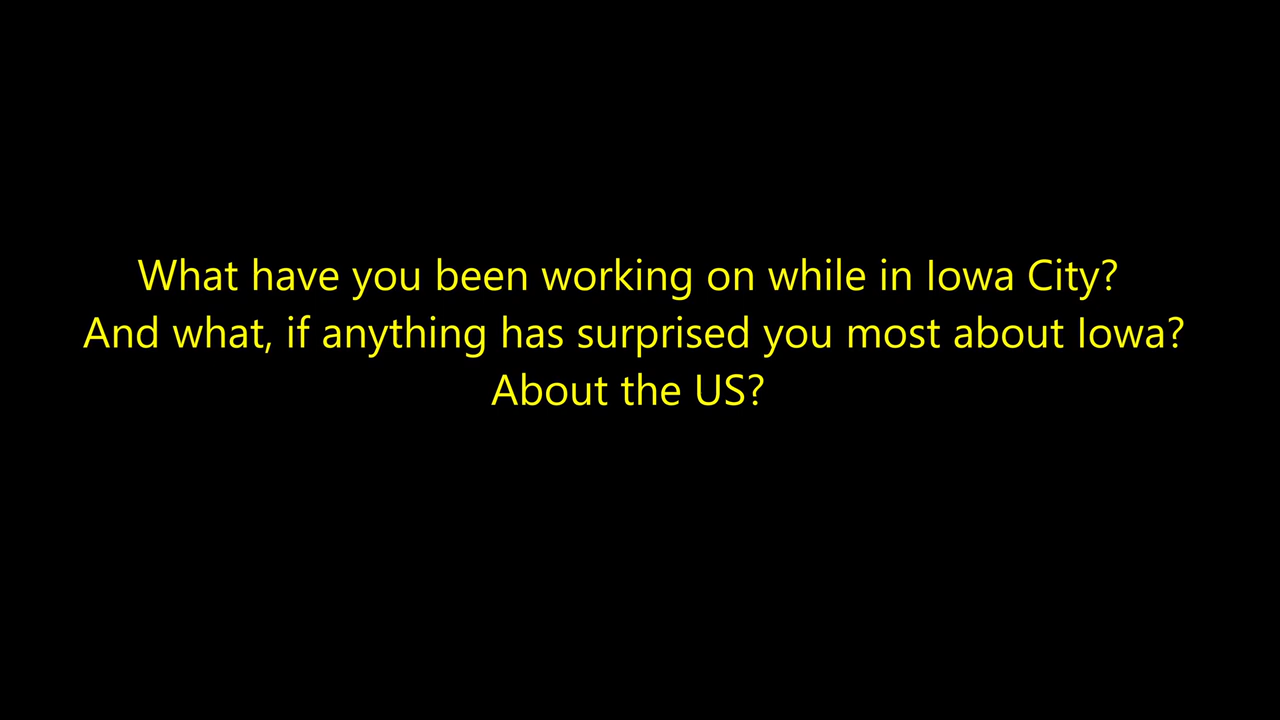 What have you been working on while in Iowa City?
And what, if anything has surprised you most about Iowa?
About the US?